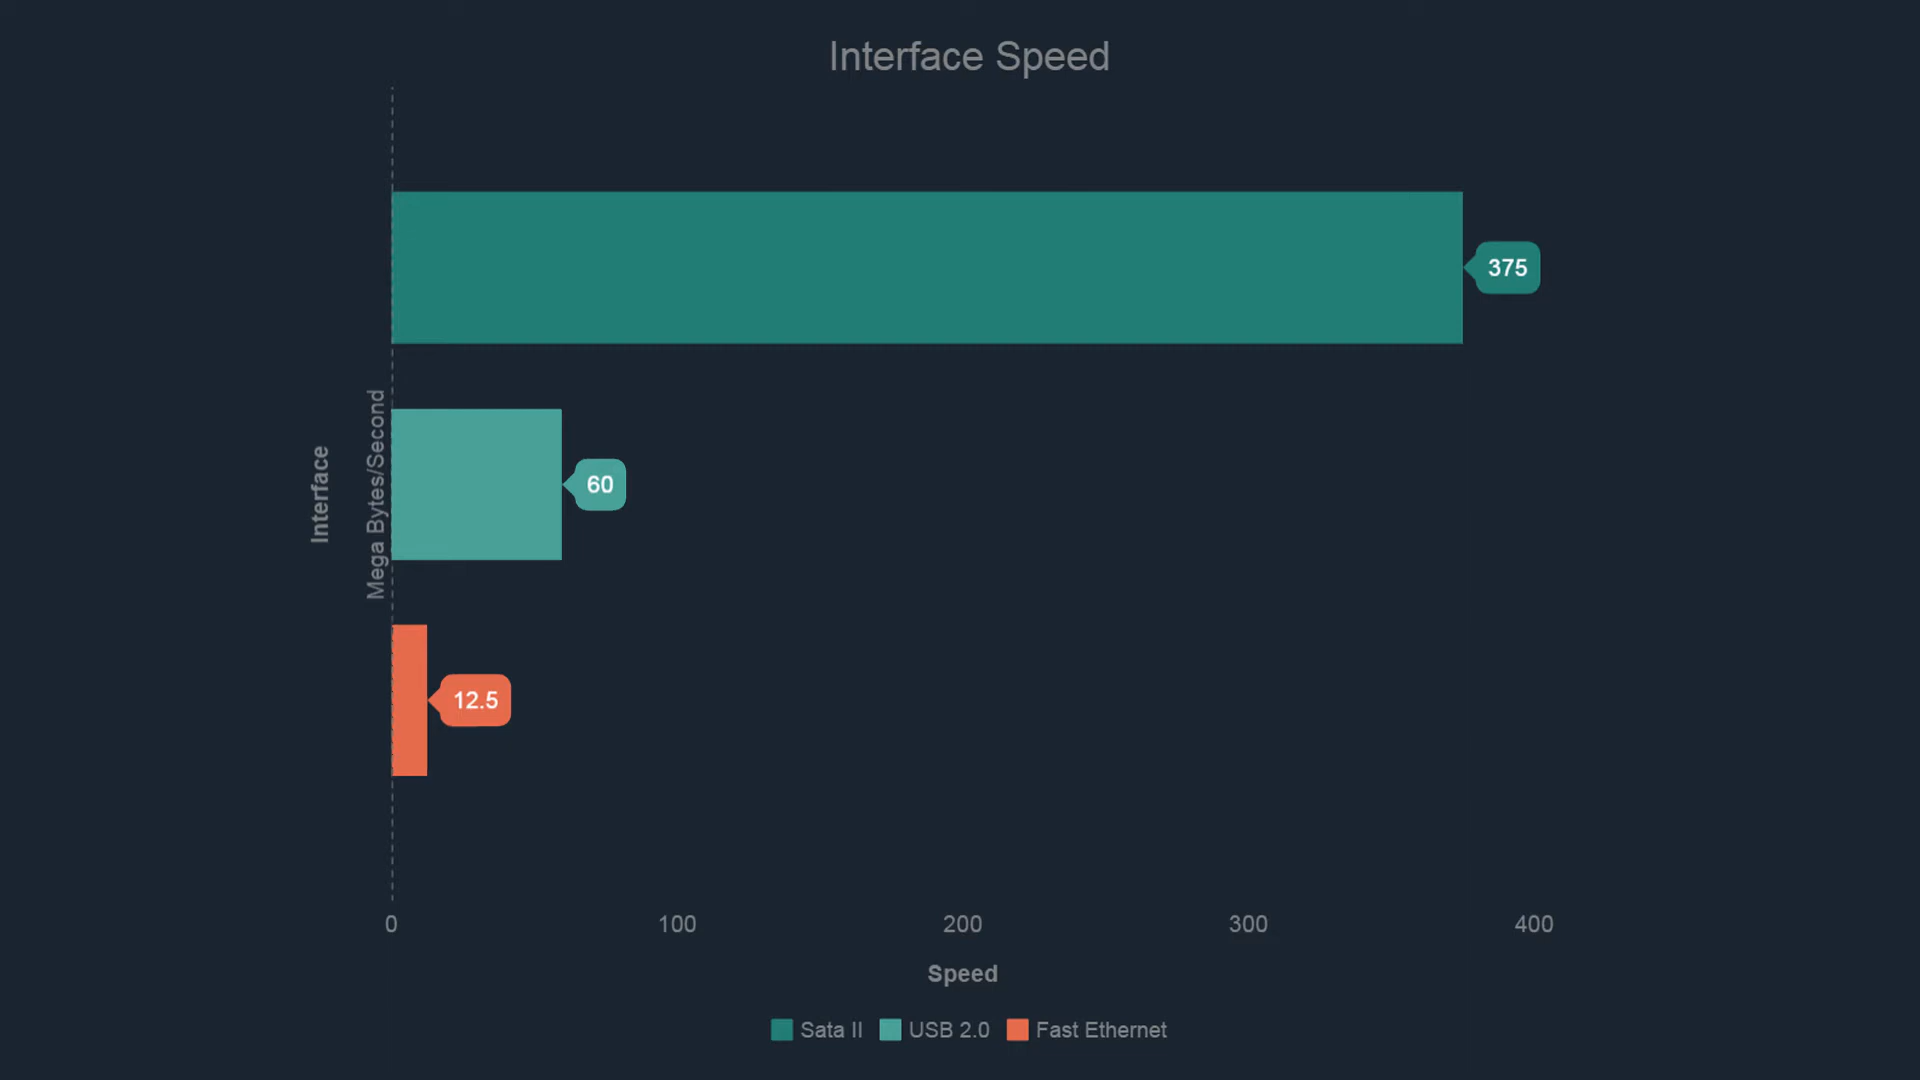 Interface Speed
375
60
12.5
Interface
Mega Bytes/Second
0 100 200 300 400
Speed
Sata II USB 2.0 Fast Ethernet